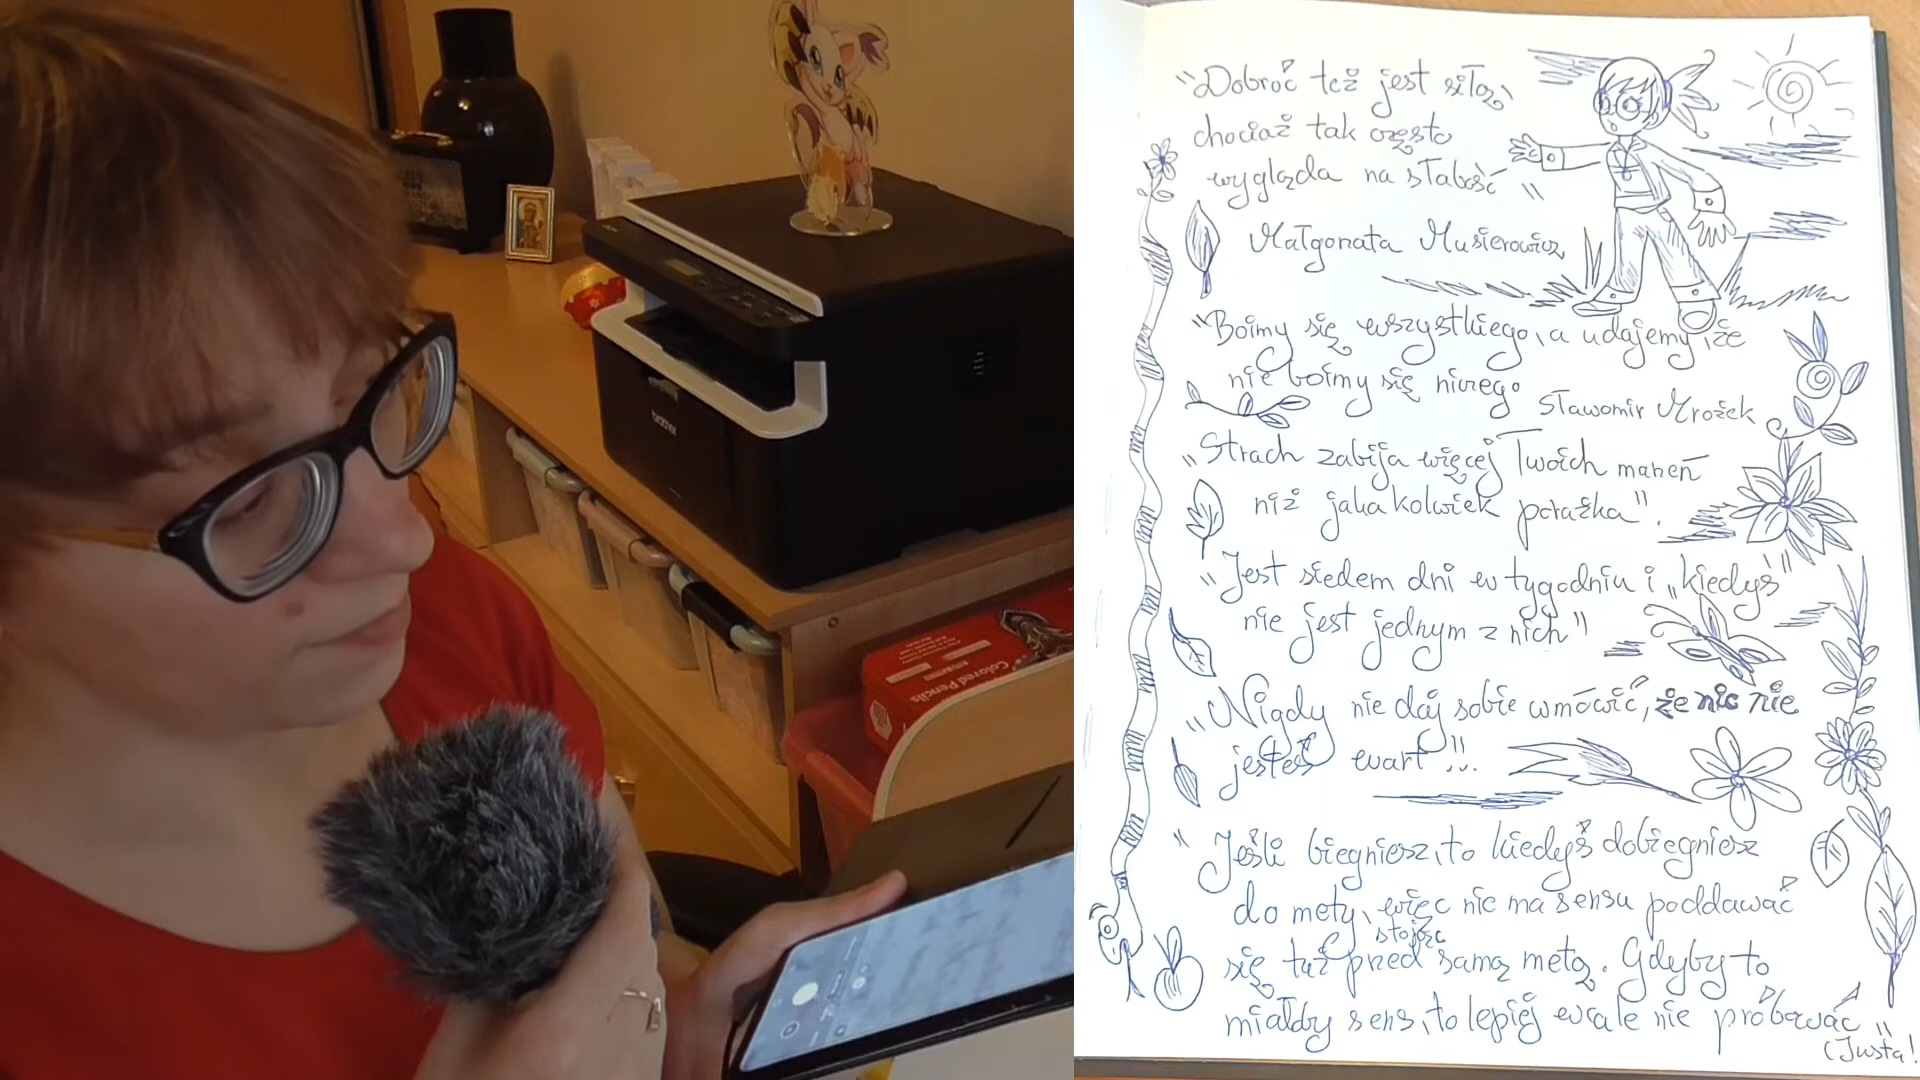 brother
Colored Pencils
"Dobroć też jest siłą,
chociaż tak często
wygląda na słabość"
Małgorzata Musierowicz
"Boimy się wszystkiego, a udajemy, że
nie boimy się niczego
Sławomir Mrożek
"Strach zabija więcej Twoich marzeń
niż jakakolwiek porażka".
"Jest siedem dni w tygodniu i „kiedyś"
nie jest jednym z nich"
"Nigdy nie daj sobie wmówić, że nic nie
jesteś wart"!..
"Jeśli biegniesz, to kiedyś dobiegniesz
do mety, więc nie ma sensu poddawać
stojąc
się tuż przed samą metą. Gdyby to
miałoby sens, to lepiej wcale nie próbować"
(Justa!